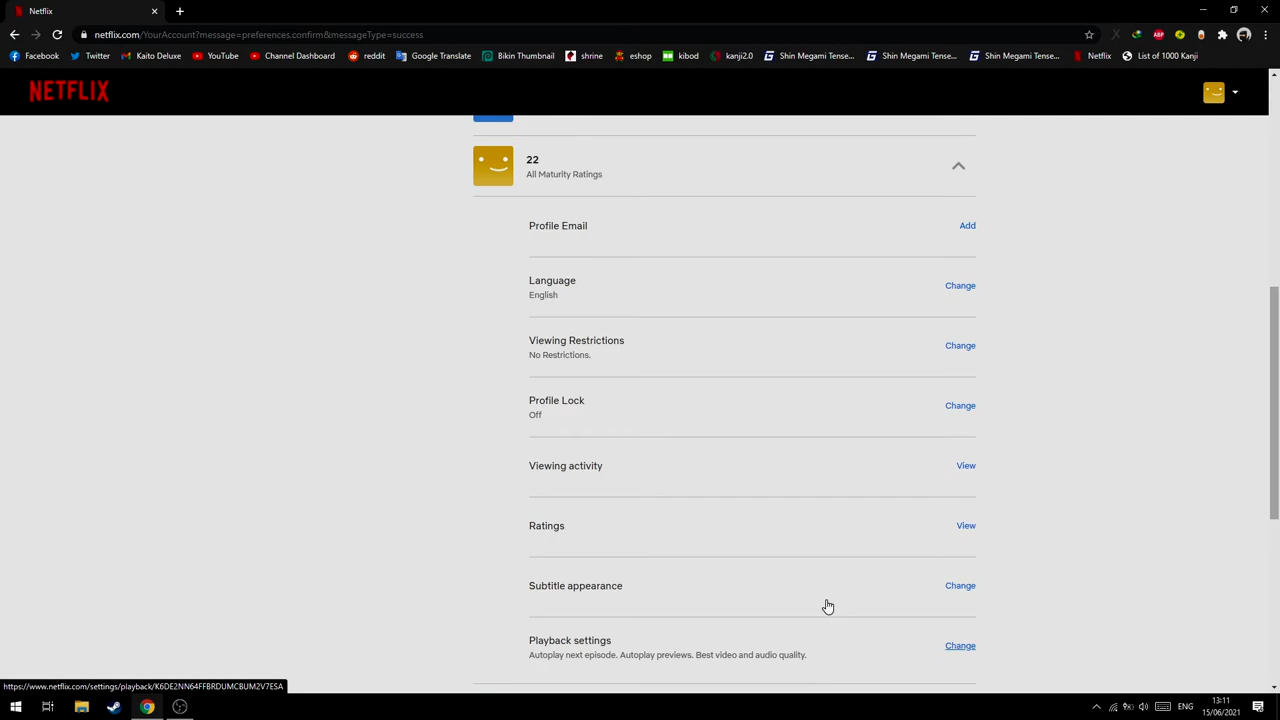 Netflix
netflix.com/YourAccount?message=preferences.confirm&messageType=success
Facebook
Twitter
Kaito Deluxe
YouTube
Channel Dashboard
reddit
Google Translate
Bikin Thumbnail
shrine
eshop
kibod
kanji2.0
Shin Megami Tense...
Shin Megami Tense...
Shin Megami Tense...
Netflix
List of 1000 Kanji
ABP
NETFLIX
22
All Maturity Ratings
Profile Email
Add
Language
English
Change
Viewing Restrictions
No Restrictions.
Change
Profile Lock
Off
Change
Viewing activity
View
Ratings
View
Subtitle appearance
Change
Playback settings
Autoplay next episode. Autoplay previews. Best video and audio quality.
Change
https://www.netflix.com/settings/playback/K6DE2NN64FFBRDUMCBUM2V7ESA
ENG
13:11
15/06/2021